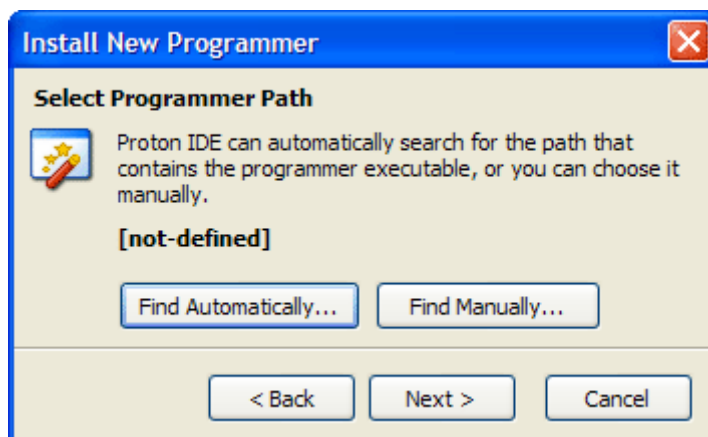 Install New Programmer
Select Programmer Path
Proton IDE can automatically search for the path that
contains the programmer executable, or you can choose it
manually.
[not-defined]
Find Automatically... Find Manually...
< Back Next > Cancel